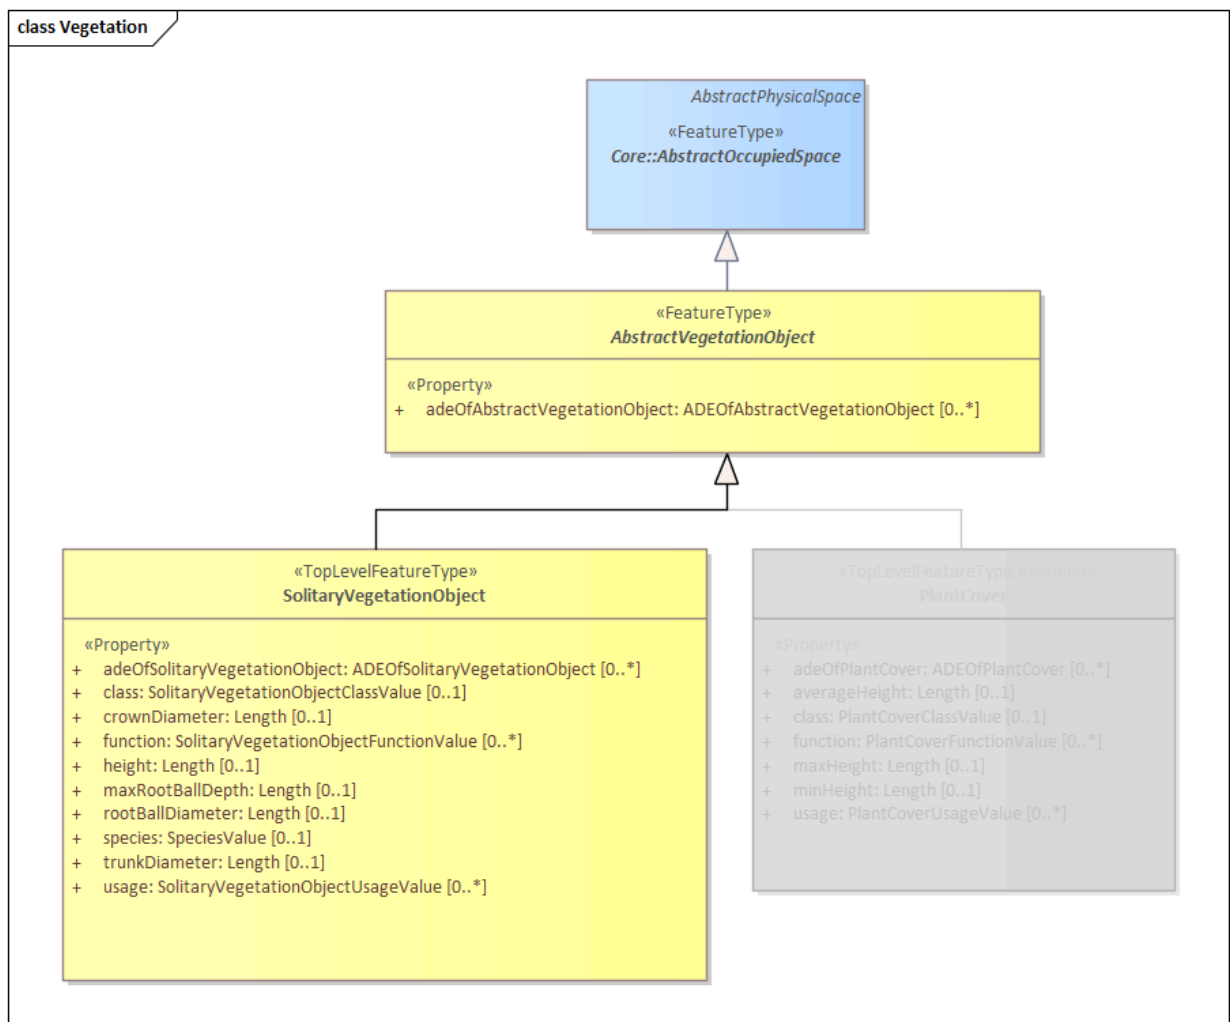 class Vegetation
AbstractPhysicalSpace
«FeatureType»
Core::AbstractOccupiedSpace
«FeatureType»
AbstractVegetationObject
«Property»
+ adeOfAbstractVegetationObject: ADEOfAbstractVegetationObject [0..*]
«TopLevelFeatureType»
SolitaryVegetationObject
«Property»
+ adeOfSolitaryVegetationObject: ADEOfSolitaryVegetationObject [0..*]
+ class: SolitaryVegetationObjectClassValue [0..1]
+ crownDiameter: Length [0..1]
+ function: SolitaryVegetationObjectFunctionValue [0..*]
+ height: Length [0..1]
+ maxRootBallDepth: Length [0..1]
+ rootBallDiameter: Length [0..1]
+ species: SpeciesValue [0..1]
+ trunkDiameter: Length [0..1]
+ usage: SolitaryVegetationObjectUsageValue [0..*]
«TopLevelFeatureType,excluded»
PlantCover
«Property»
+ adeOfPlantCover: ADEOfPlantCover [0..*]
+ averageHeight: Length [0..1]
+ class: PlantCoverClassValue [0..1]
+ function: PlantCoverFunctionValue [0..*]
+ maxHeight: Length [0..1]
+ minHeight: Length [0..1]
+ usage: PlantCoverUsageValue [0..*]